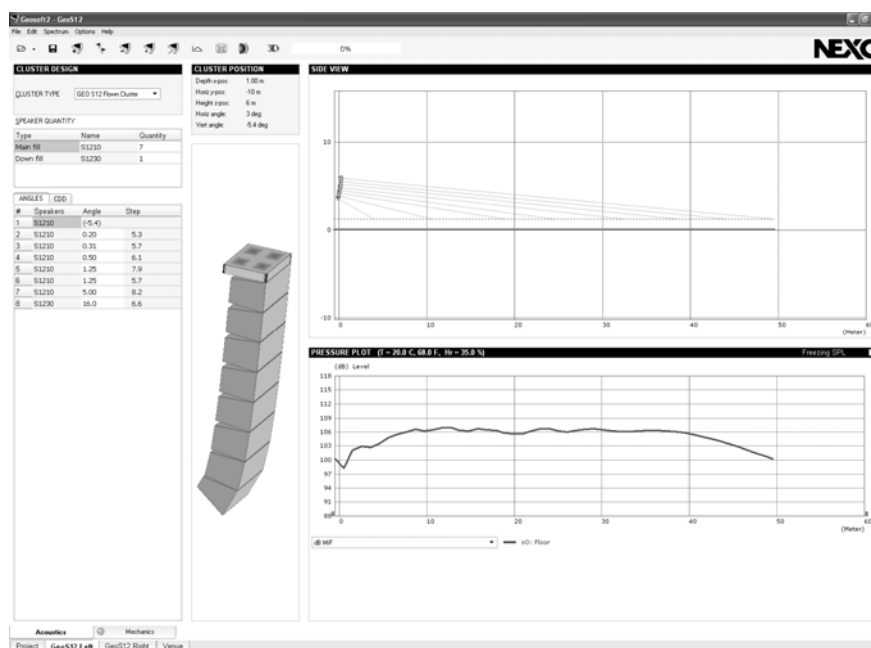 Geosoft2 - GeoS12
File Edit Spectrum Options Help
3D 0%
NEXO
CLUSTER DESIGN
CLUSTER TYPE GEO S12 Flown Cluster
SPEAKER QUANTITY
Type Name Quantity
Main fill S1210 7
Down fill S1230 1
ANGLES CDD
# Speakers Angle Step
1 S1210 (-5.4)
2 S1210 0.20 5.3
3 S1210 0.31 5.7
4 S1210 0.50 6.1
5 S1210 1.25 7.9
6 S1210 1.25 5.7
7 S1210 5.00 8.2
8 S1230 16.0 6.6
CLUSTER POSITION
Depth x-pos: 1.00 m
Horiz y-pos: -10 m
Height z-pos: 6 m
Horiz angle: 3 deg
Vert angle: -5.4 deg
SIDE VIEW
10
0
-10
0 10 20 30 40 50 60
(Meter)
PRESSURE PLOT (T = 20.0 C, 68.0 F, Hr = 35.0 %) Freezing SPL
(dB) Level
118
115
112
109
106
103
100
97
94
91
88
0 10 20 30 40 50 60
(Meter)
dB MIF s0: Floor
Acoustics Mechanics
Project GeoS12 Left GeoS12 Right Venue